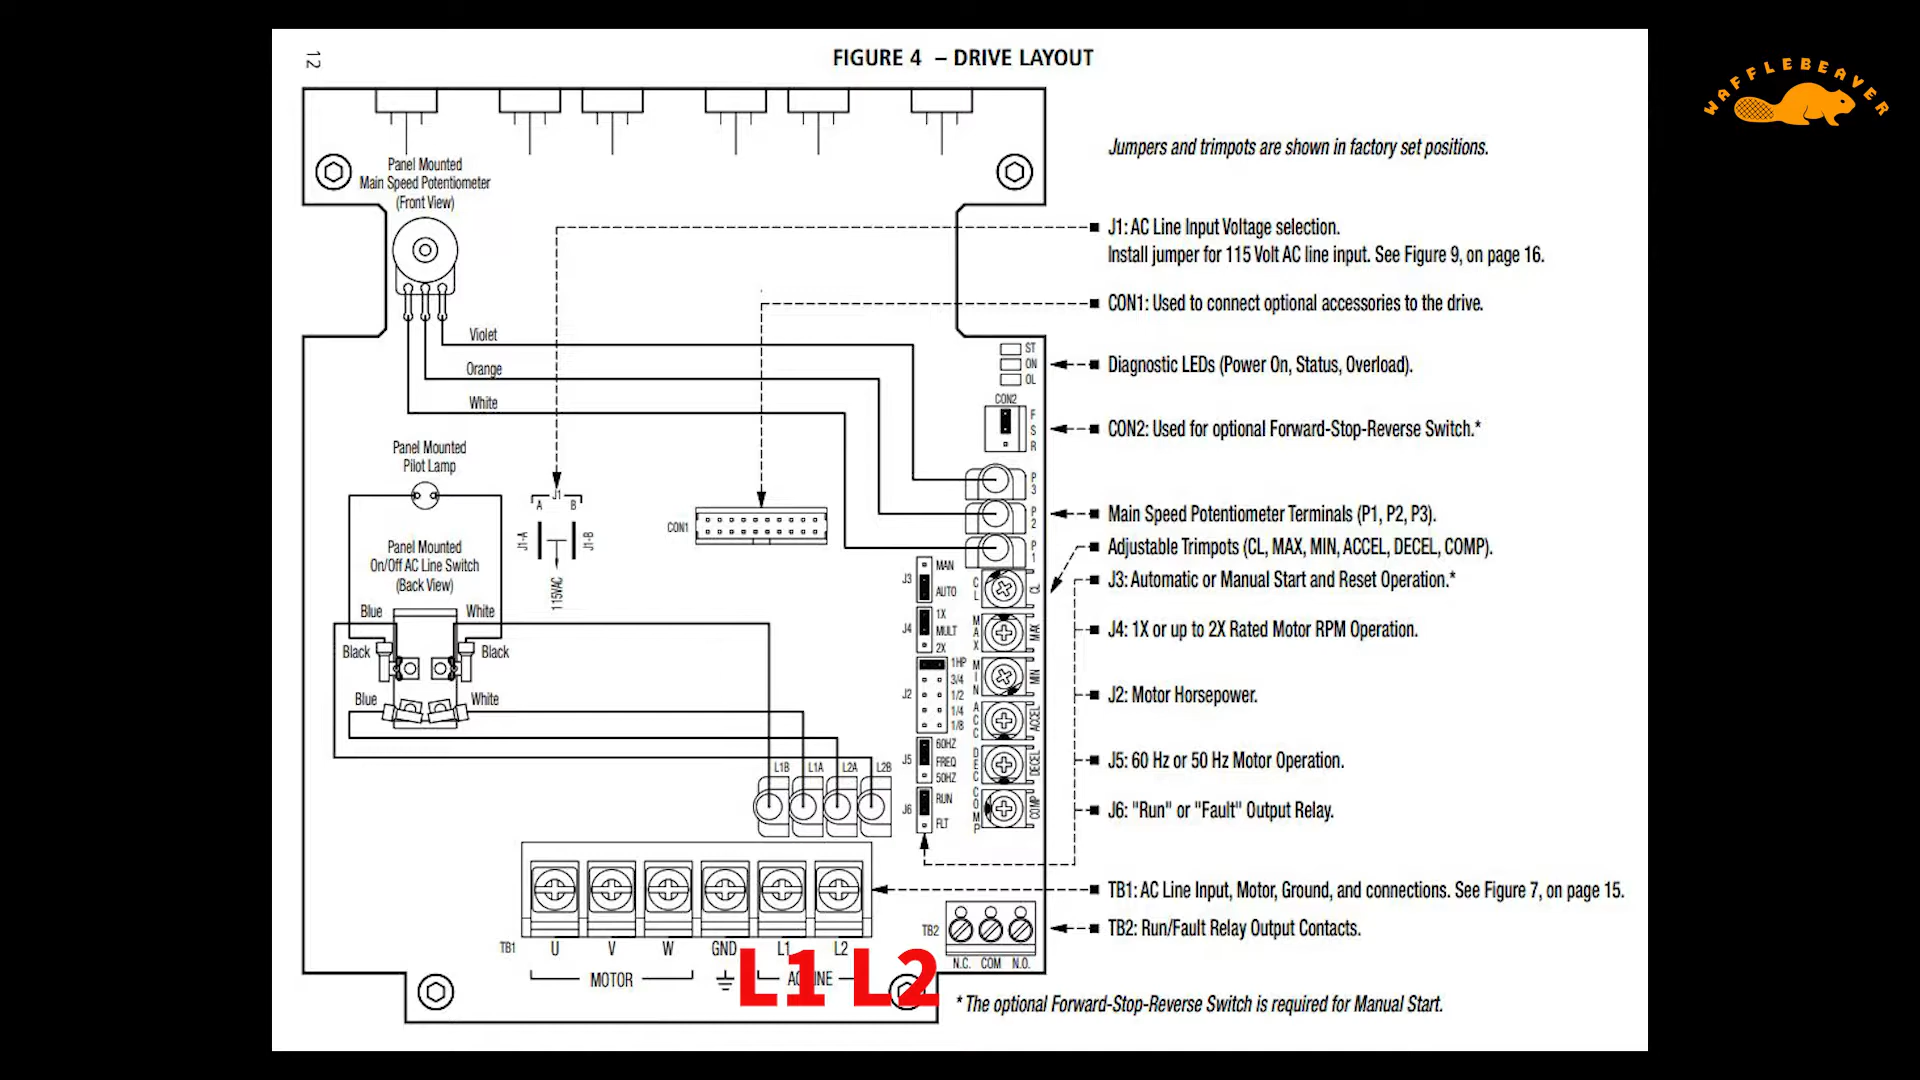 12
FIGURE 4 – DRIVE LAYOUT
WAFFLEBEAVER
Jumpers and trimpots are shown in factory set positions.
Panel Mounted
Main Speed Potentiometer
(Front View)
J1: AC Line Input Voltage selection.
Install jumper for 115 Volt AC line input. See Figure 9, on page 16.
CON1: Used to connect optional accessories to the drive.
Violet
Orange
White
ST
ON
OL
Diagnostic LEDs (Power On, Status, Overload).
CON2
F
S
R
CON2: Used for optional Forward-Stop-Reverse Switch.*
Panel Mounted
Pilot Lamp
J1
A B
J1-A
J1-B
115VAC
CON1
P3
P2
P1
Main Speed Potentiometer Terminals (P1, P2, P3).
Adjustable Trimpots (CL, MAX, MIN, ACCEL, DECEL, COMP).
J3: Automatic or Manual Start and Reset Operation.*
J4: 1X or up to 2X Rated Motor RPM Operation.
J2: Motor Horsepower.
J5: 60 Hz or 50 Hz Motor Operation.
J6: "Run" or "Fault" Output Relay.
Panel Mounted
On/Off AC Line Switch
(Back View)
Blue White
Black Black
Blue White
J3
MAN
AUTO
J4
1X
MULT
2X
J2
1HP
3/4
1/2
1/4
1/8
J5
60HZ
FREQ
50HZ
J6
RUN
FLT
CL CL
MAX MAX
MIN MIN
ACC ACCEL
DEC DECEL
COMP COMP
L1B L1A L2A L2B
TB1: AC Line Input, Motor, Ground, and connections. See Figure 7, on page 15.
TB2: Run/Fault Relay Output Contacts.
TB1 U V W GND L1 L2
MOTOR
AC LINE
L1 L2
TB2
N.C. COM N.O.
* The optional Forward-Stop-Reverse Switch is required for Manual Start.